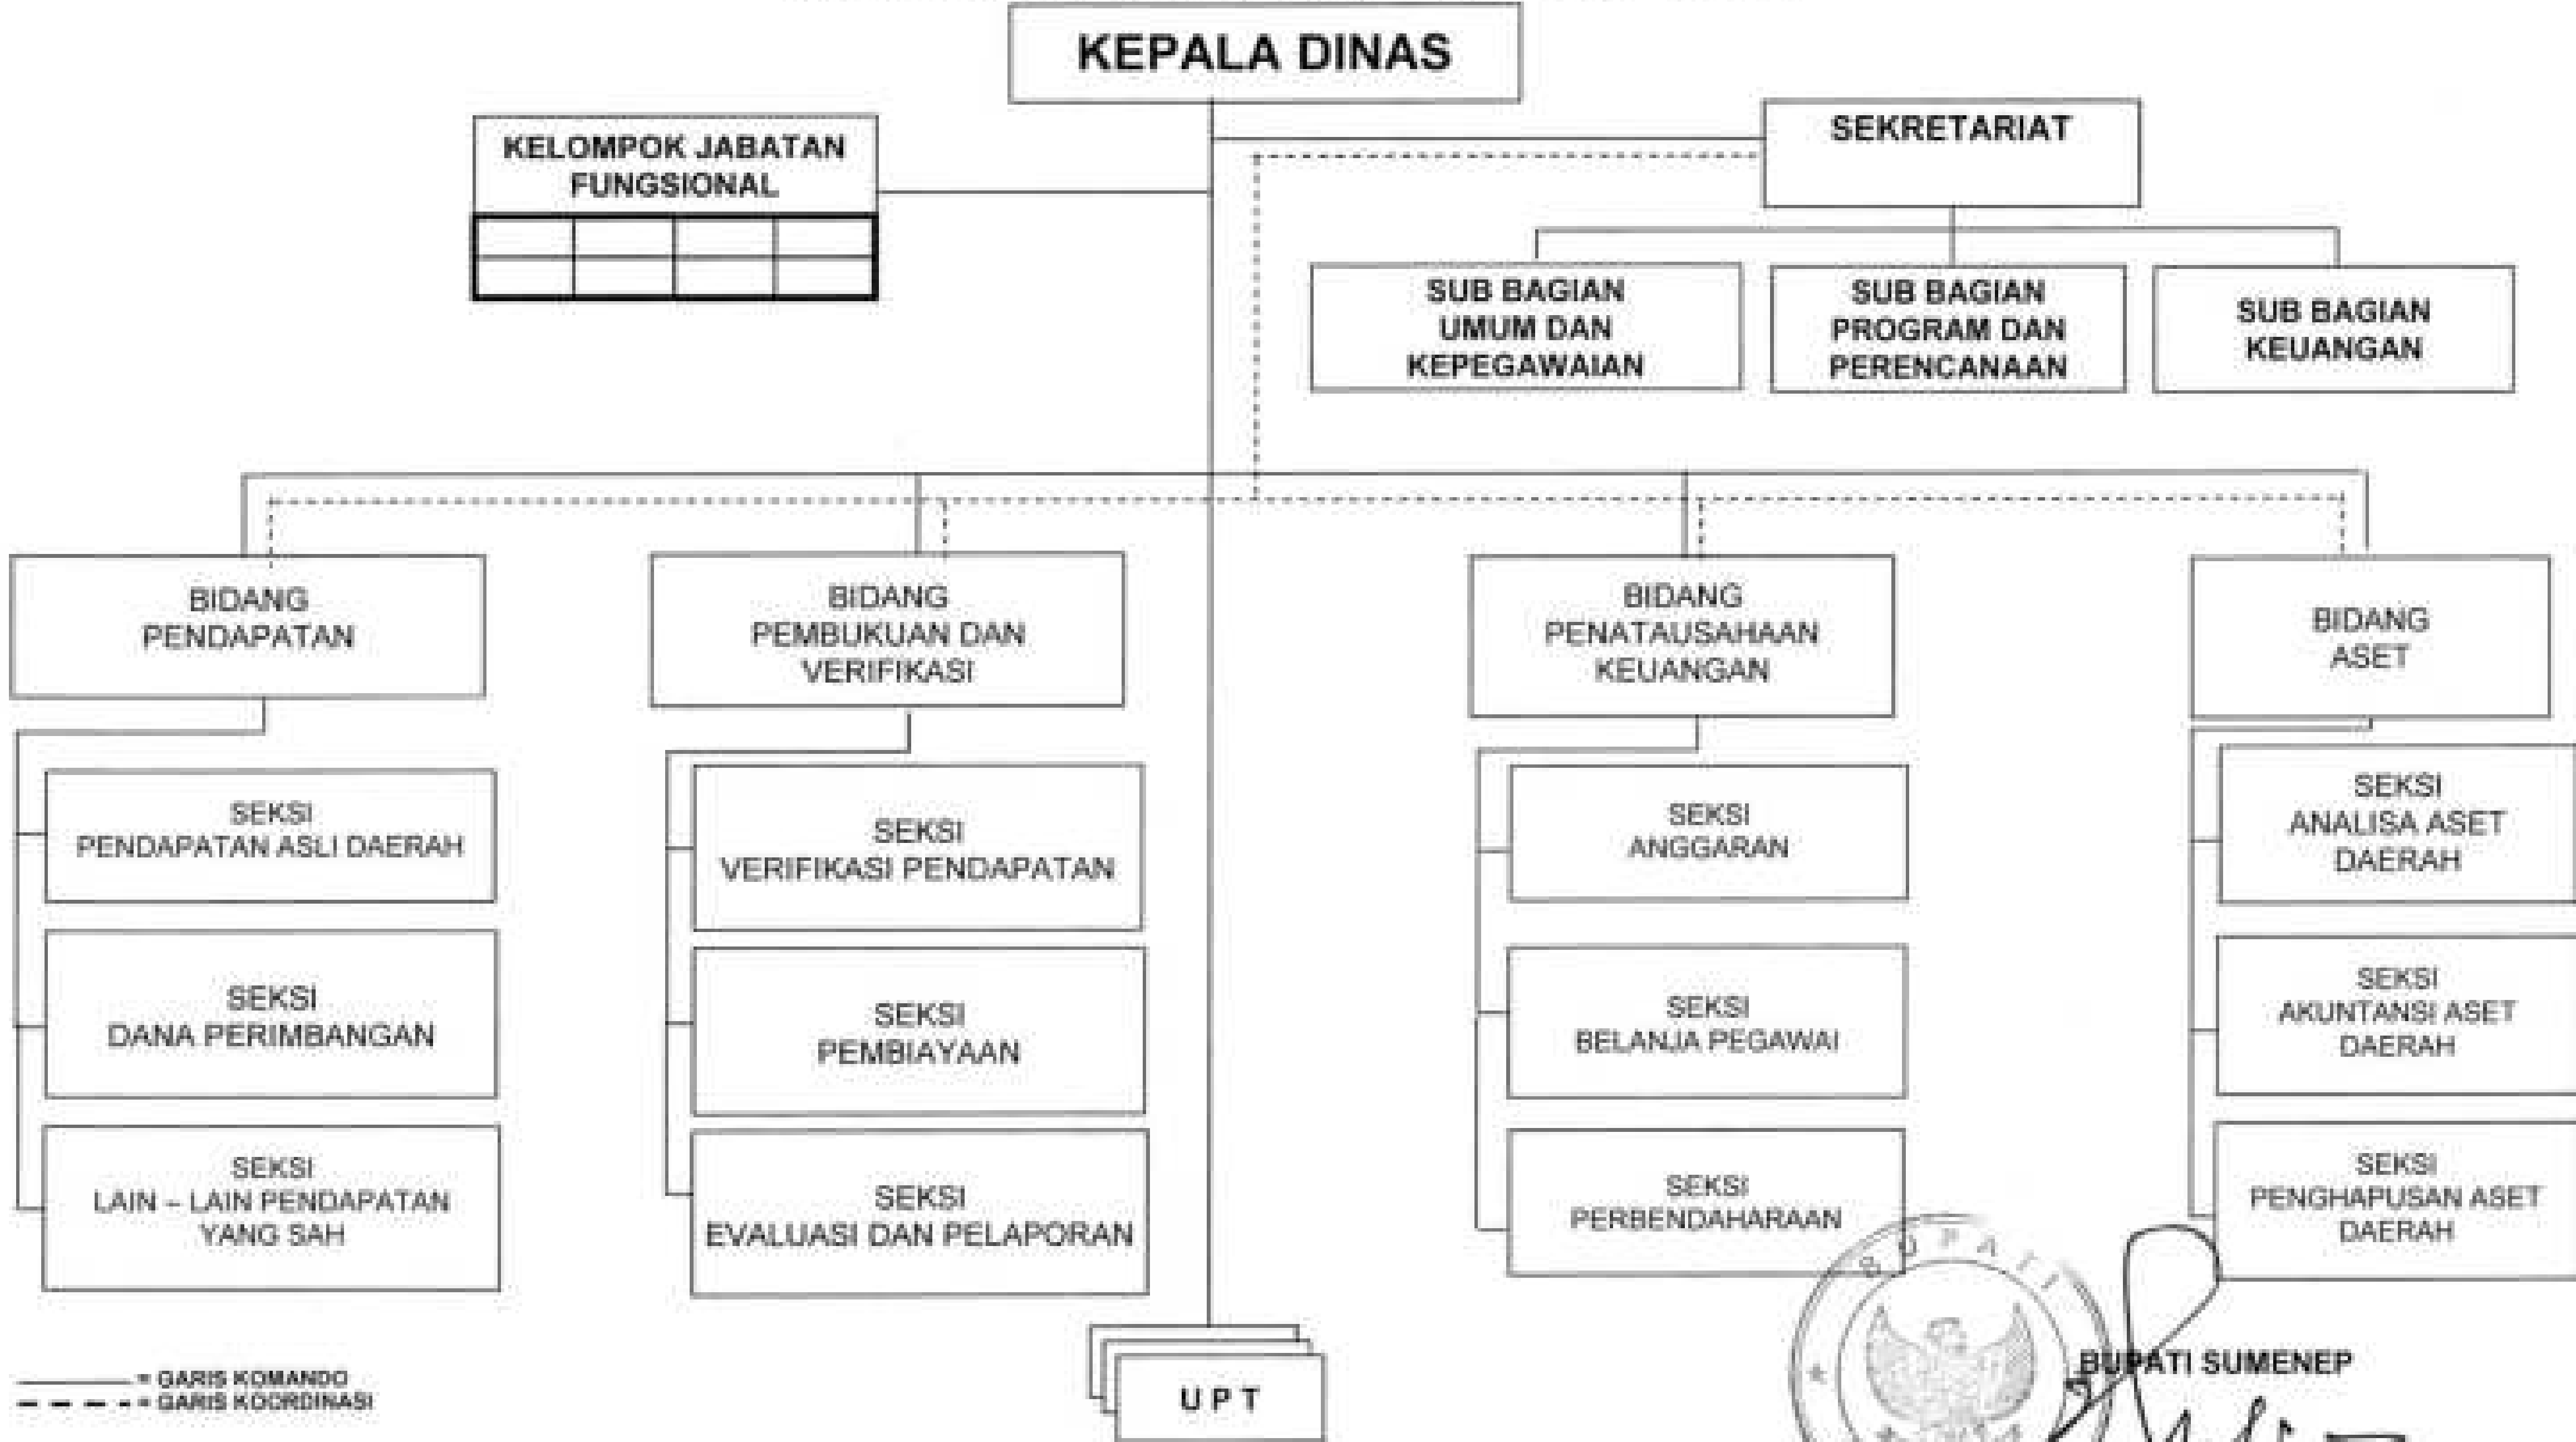 KEPALA DINAS
KELOMPOK JABATAN
FUNGSIONAL
SEKRETARIAT
SUB BAGIAN
UMUM DAN
KEPEGAWAIAN
SUB BAGIAN
PROGRAM DAN
PERENCANAAN
SUB BAGIAN
KEUANGAN
BIDANG
PENDAPATAN
BIDANG
PEMBUKUAN DAN
VERIFIKASI
BIDANG
PENATAUSAHAAN
KEUANGAN
BIDANG
ASET
SEKSI
PENDAPATAN ASLI DAERAH
SEKSI
VERIFIKASI PENDAPATAN
SEKSI
ANGGARAN
SEKSI
ANALISA ASET
DAERAH
SEKSI
DANA PERIMBANGAN
SEKSI
PEMBIAYAAN
SEKSI
BELANJA PEGAWAI
SEKSI
AKUNTANSI ASET
DAERAH
SEKSI
LAIN – LAIN PENDAPATAN
YANG SAH
SEKSI
EVALUASI DAN PELAPORAN
SEKSI
PERBENDAHARAAN
SEKSI
PENGHAPUSAN ASET
DAERAH
= GARIS KOMANDO
= GARIS KOORDINASI
U P T
BUPATI
BUPATI SUMENEP